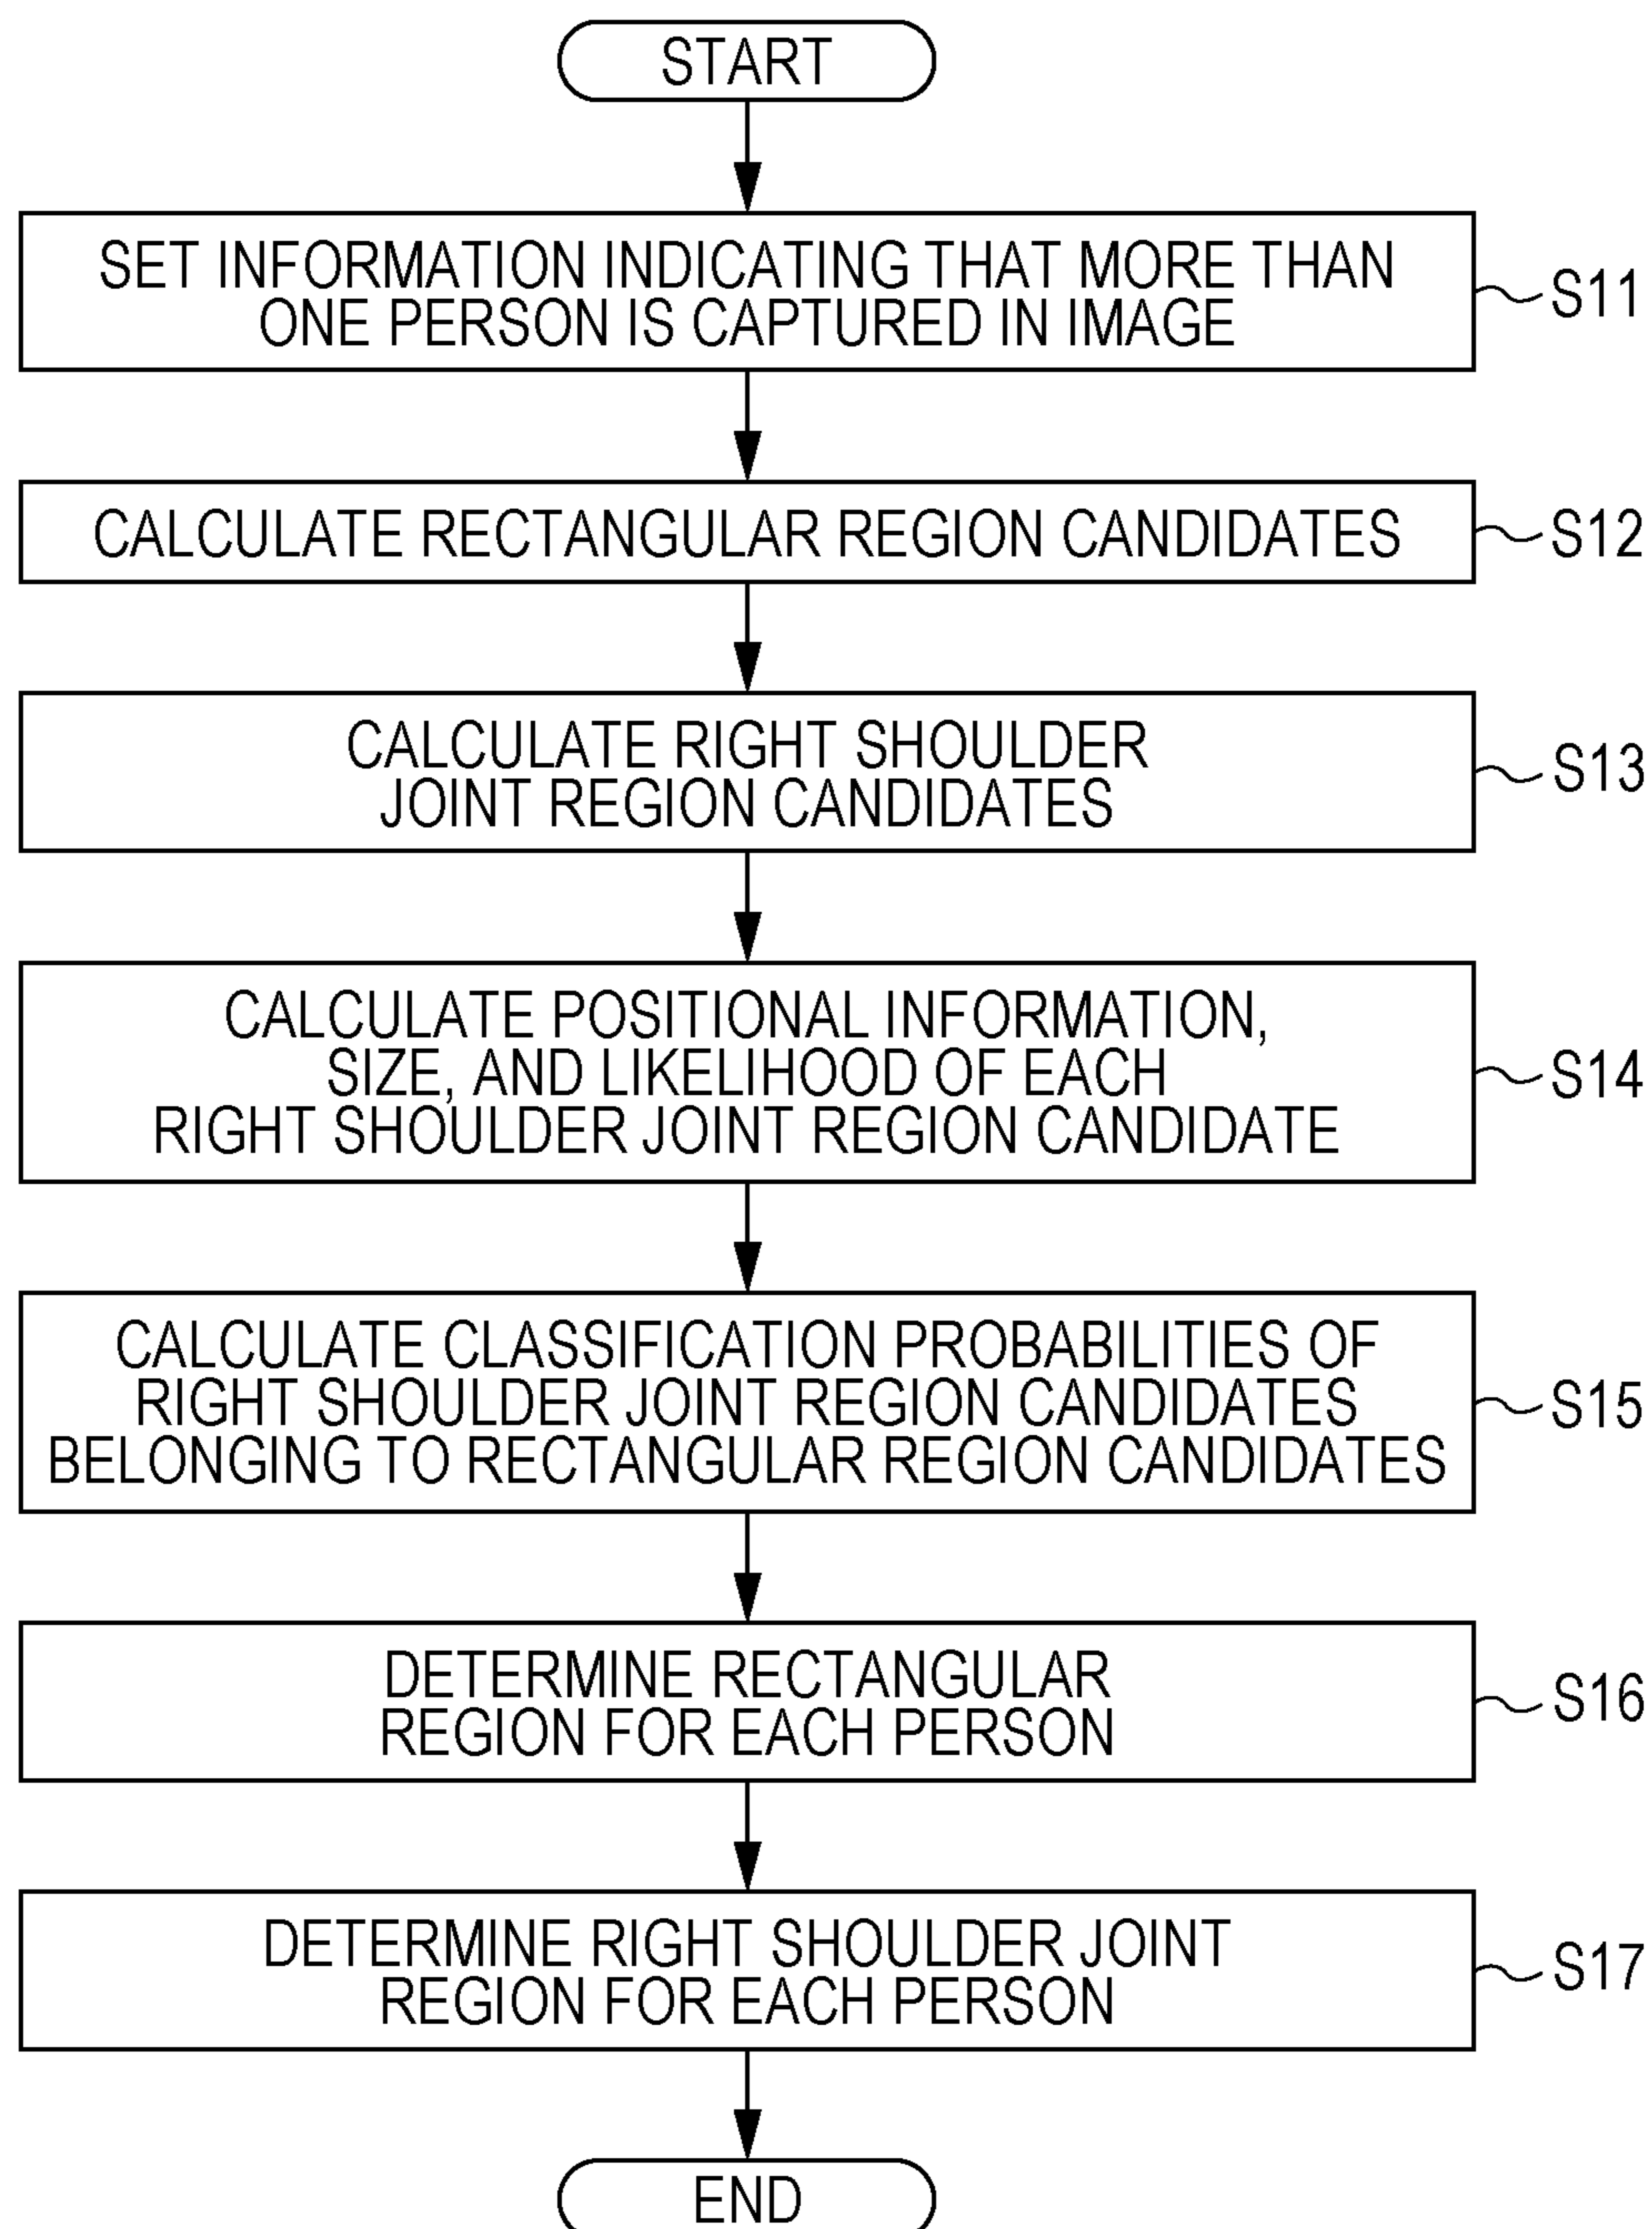 START
SET INFORMATION INDICATING THAT MORE THAN
ONE PERSON IS CAPTURED IN IMAGE
S11
CALCULATE RECTANGULAR REGION CANDIDATES
S12
CALCULATE RIGHT SHOULDER
JOINT REGION CANDIDATES
S13
CALCULATE POSITIONAL INFORMATION,
SIZE, AND LIKELIHOOD OF EACH
RIGHT SHOULDER JOINT REGION CANDIDATE
S14
CALCULATE CLASSIFICATION PROBABILITIES OF
RIGHT SHOULDER JOINT REGION CANDIDATES
BELONGING TO RECTANGULAR REGION CANDIDATES
S15
DETERMINE RECTANGULAR
REGION FOR EACH PERSON
S16
DETERMINE RIGHT SHOULDER JOINT
REGION FOR EACH PERSON
S17
END